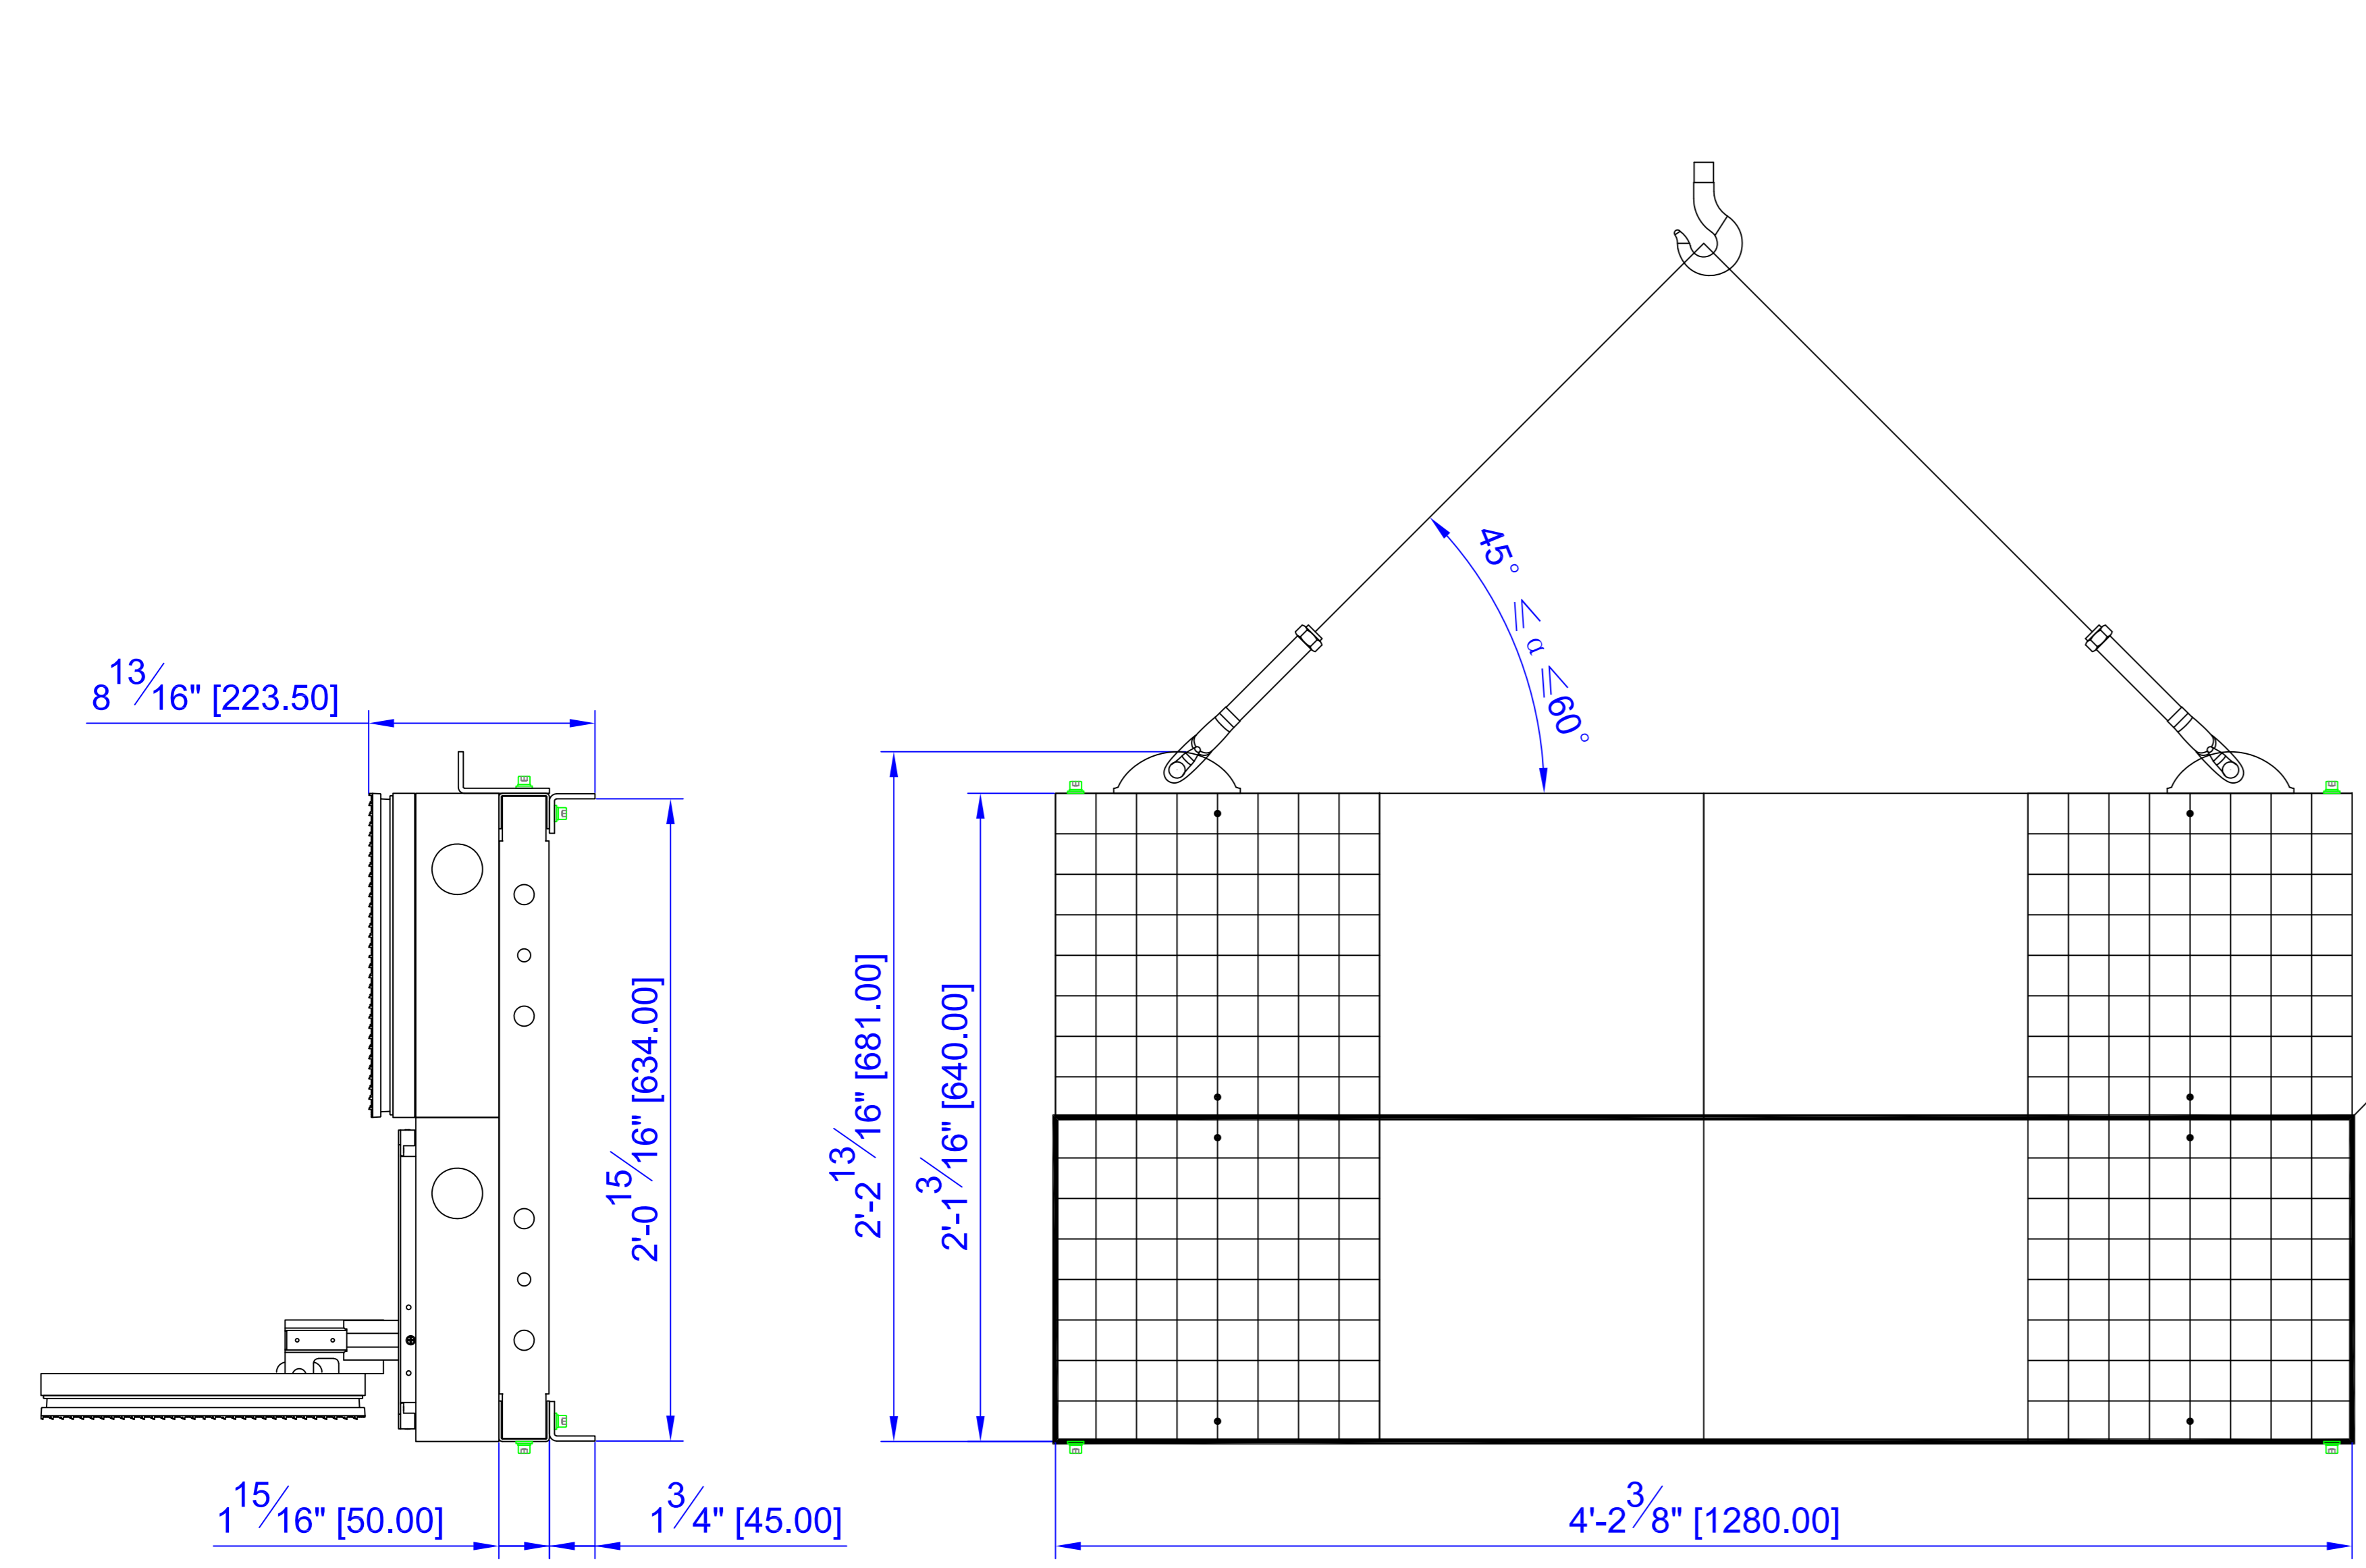 45° ≤ α ≤60°
8 13/16" [223.50]
2'-0 15/16" [634.00]
2'-2 13/16" [681.00]
2'-1 3/16" [640.00]
1 15/16" [50.00]
1 3/4" [45.00]
4'-2 3/8" [1280.00]